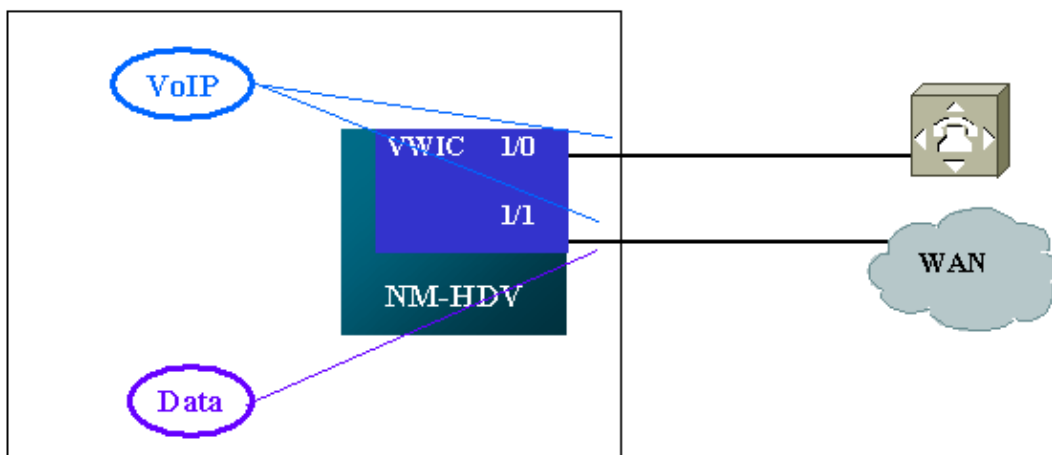 VoIP
VWIC 1/0
1/1
WAN
NM-HDV
Data